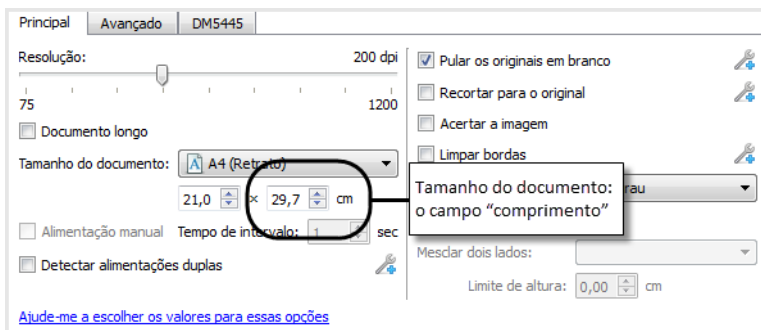 Principal Avançado DM5445
Resolução: 200 dpi
75 1200
Documento longo
Tamanho do documento: A4 (Retrato)
21,0 × 29,7 cm
Alimentação manual Tempo de intervalo: 1 sec
Detectar alimentações duplas
Ajude-me a escolher os valores para essas opções
Pular os originais em branco
Recortar para o original
Acertar a imagem
Limpar bordas
Tamanho do documento:
o campo “comprimento”
Mesclar dois lados:
Limite de altura: 0,00 cm